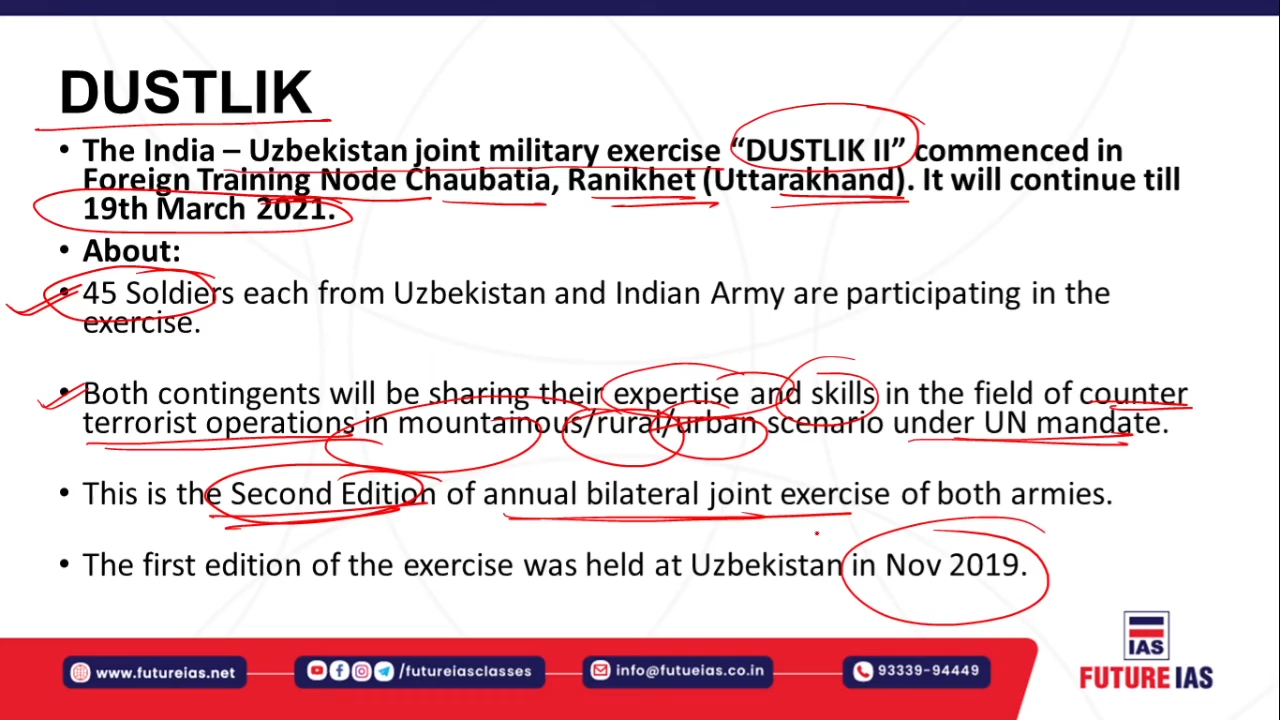 DUSTLIK
• The India – Uzbekistan joint military exercise “DUSTLIK II” commenced in
Foreign Training Node Chaubatia, Ranikhet (Uttarakhand). It will continue till
19th March 2021.
• About:
• 45 Soldiers each from Uzbekistan and Indian Army are participating in the
exercise.
• Both contingents will be sharing their expertise and skills in the field of counter
terrorist operations in mountainous/rural/urban scenario under UN mandate.
• This is the Second Edition of annual bilateral joint exercise of both armies.
• The first edition of the exercise was held at Uzbekistan in Nov 2019.
www.futureias.net
/futureiasclasses
info@futueias.co.in
93339-94449
IAS
FUTURE IAS